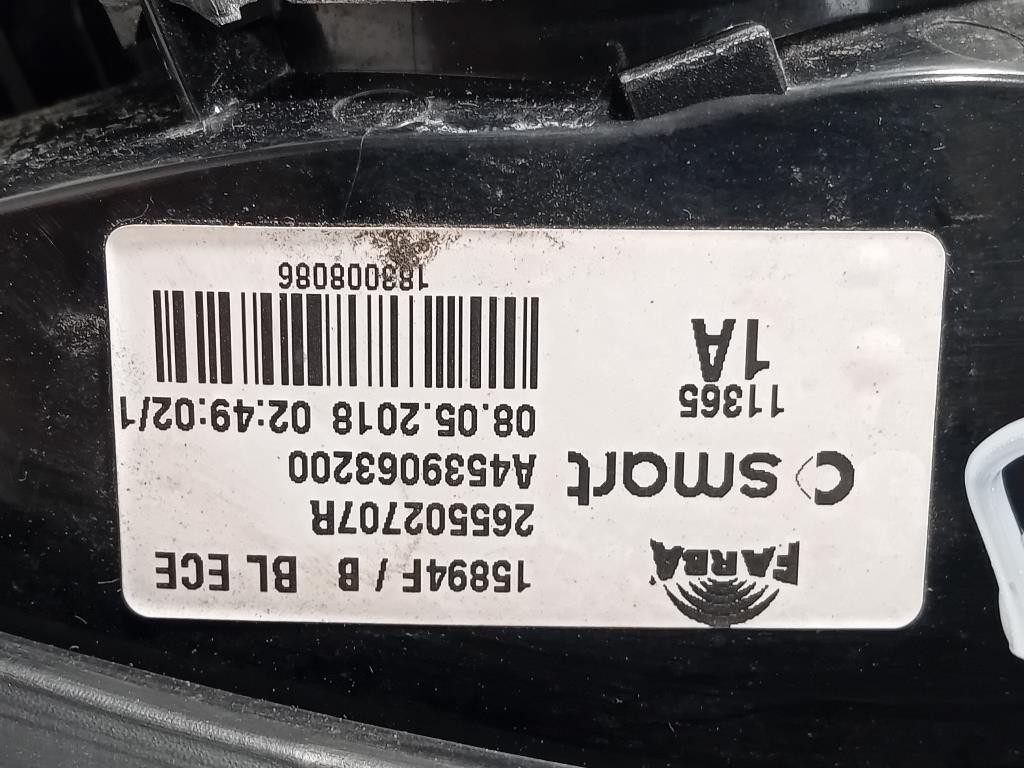 FARBA
15894F / B BL ECE
265502707R
smart
A4539063200
08.05.2018 02:49:02/1
11365
1A
183008086